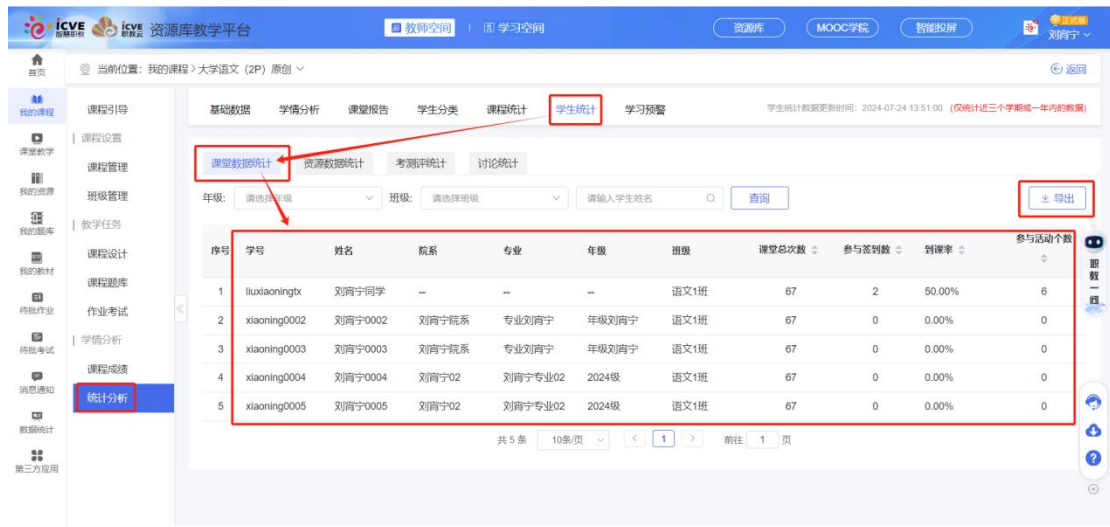 icve 智慧职教 icve 职教云 资源库教学平台 教师空间 学习空间 资源库 MOOC学院 智能投屏 正式版 刘宵宁
首页 当前位置：我的课程 > 大学语文（2P）原创 返回
我的课程 课程引导 基础数据 学情分析 课堂报告 学生分类 课程统计 学生统计 学习预警 学生统计数据更新时间：2024-07-24 13:51:00（仅统计近三个学期或一年内的数据）
课堂教学 课程设置
课程管理 课堂数据统计 资源数据统计 考测评统计 讨论统计
我的资源 班级管理 年级: 请选择年级 班级: 请选择班级 请输入学生姓名 查询 导出
我的题库 教学任务
我的教材 课程设计 序号 学号 姓名 院系 专业 年级 班级 课堂总次数 参与签到数 到课率 参与活动个数
课程题库 1 liuxiaoningtx 刘宵宁同学 -- -- -- 语文1班 67 2 50.00% 6
待批作业 作业考试 2 xiaoning0002 刘宵宁0002 刘宵宁院系 专业刘宵宁 年级刘宵宁 语文1班 67 0 0.00% 0
待批考试 学情分析 3 xiaoning0003 刘宵宁0003 刘宵宁院系 专业刘宵宁 年级刘宵宁 语文1班 67 0 0.00% 0
消息通知 课程成绩 4 xiaoning0004 刘宵宁0004 刘宵宁02 刘宵宁专业02 2024级 语文1班 67 0 0.00% 0
统计分析 5 xiaoning0005 刘宵宁0005 刘宵宁02 刘宵宁专业02 2024级 语文1班 67 0 0.00% 0
数据统计 共 5 条 10条/页 1 前往 1 页
第三方应用
职教一问